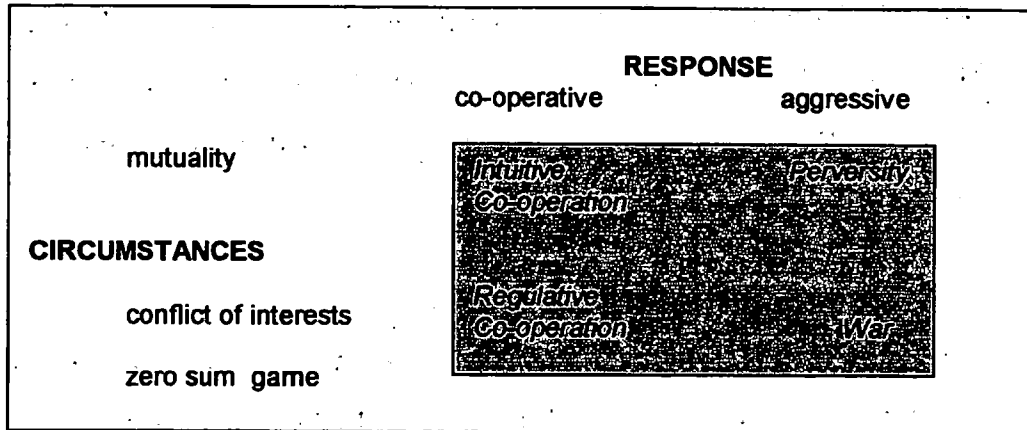 RESPONSE
co-operative aggressive
mutuality
Intuitive Perversity
Co-operation
CIRCUMSTANCES
Regulative
conflict of interests Co-operation War
zero sum game